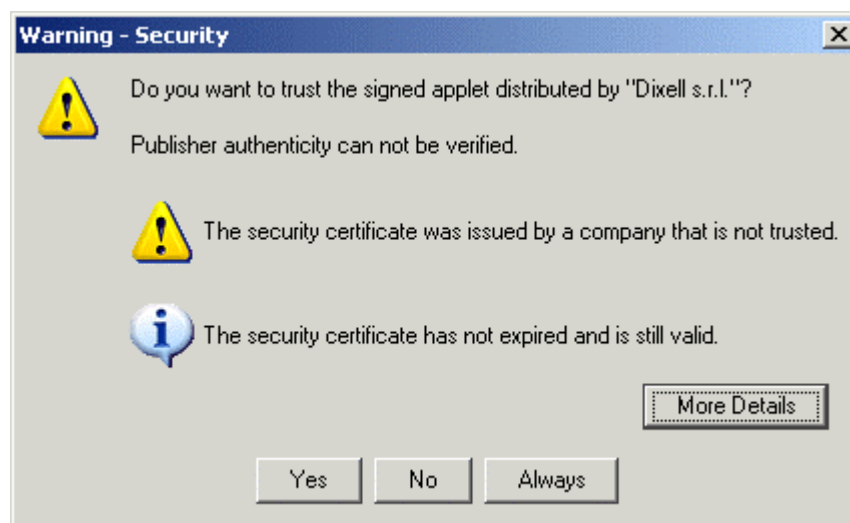 Warning - Security
Do you want to trust the signed applet distributed by "Dixell s.r.l."?
Publisher authenticity can not be verified.
The security certificate was issued by a company that is not trusted.
The security certificate has not expired and is still valid.
More Details
Yes No Always